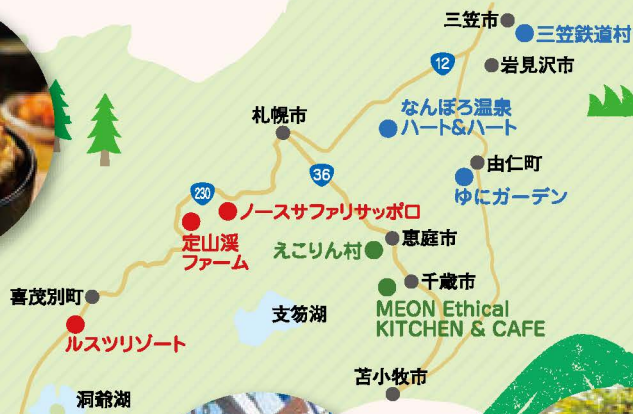 三笠市
三笠鉄道村
12
岩見沢市
なんぽろ温泉
ハート&ハート
札幌市
由仁町
36
ゆにガーデン
230
ノースサファリサッポロ
定山渓
ファーム
えこりん村
恵庭市
千歳市
喜茂別町
MEON Ethical
KITCHEN & CAFE
支笏湖
ルスツリゾート
苫小牧市
洞爺湖